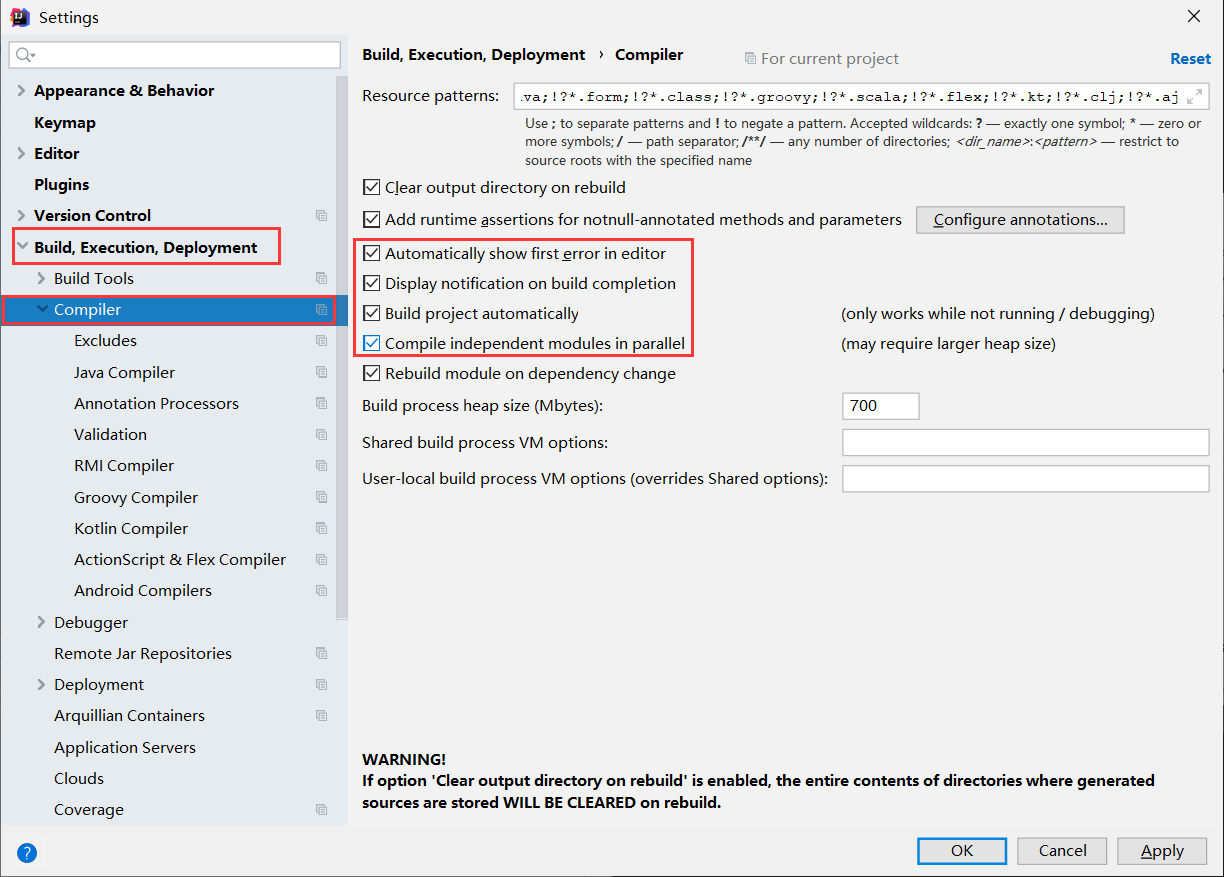 Settings
Appearance & Behavior
Keymap
Editor
Plugins
Version Control
Build, Execution, Deployment
Build Tools
Compiler
Excludes
Java Compiler
Annotation Processors
Validation
RMI Compiler
Groovy Compiler
Kotlin Compiler
ActionScript & Flex Compiler
Android Compilers
Debugger
Remote Jar Repositories
Deployment
Arquillian Containers
Application Servers
Clouds
Coverage
Build, Execution, Deployment › Compiler For current project Reset
Resource patterns: .va;!?*.form;!?*.class;!?*.groovy;!?*.scala;!?*.flex;!?*.kt;!?*.clj;!?*.aj
Use ; to separate patterns and ! to negate a pattern. Accepted wildcards: ? — exactly one symbol; * — zero or
more symbols; / — path separator; /**/ — any number of directories; <dir_name>:<pattern> — restrict to
source roots with the specified name
Clear output directory on rebuild
Add runtime assertions for notnull-annotated methods and parameters Configure annotations...
Automatically show first error in editor
Display notification on build completion
Build project automatically (only works while not running / debugging)
Compile independent modules in parallel (may require larger heap size)
Rebuild module on dependency change
Build process heap size (Mbytes): 700
Shared build process VM options:
User-local build process VM options (overrides Shared options):
WARNING!
If option 'Clear output directory on rebuild' is enabled, the entire contents of directories where generated
sources are stored WILL BE CLEARED on rebuild.
? OK Cancel Apply